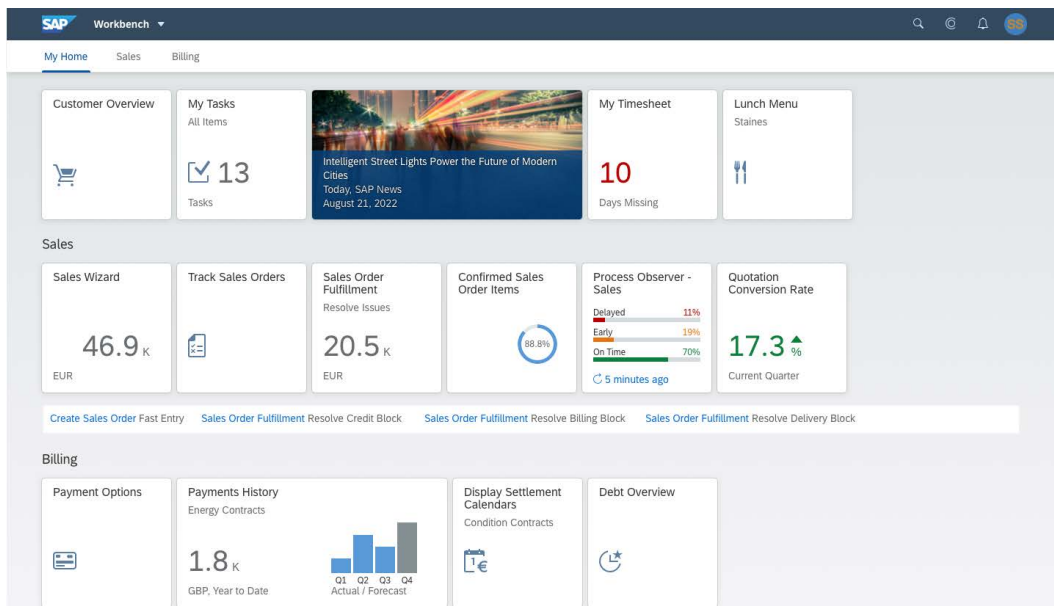 SAP Workbench
SS
My Home Sales Billing
Customer Overview
My Tasks
All Items
13
Tasks
Intelligent Street Lights Power the Future of Modern
Cities
Today, SAP News
August 21, 2022
My Timesheet
10
Days Missing
Lunch Menu
Staines
Sales
Sales Wizard
46.9 K
EUR
Track Sales Orders
Sales Order
Fulfillment
Resolve Issues
20.5 K
EUR
Confirmed Sales
Order Items
88.8%
Process Observer -
Sales
Delayed 11%
Early 19%
On Time 70%
5 minutes ago
Quotation
Conversion Rate
17.3 %
Current Quarter
Create Sales Order Fast Entry Sales Order Fulfillment Resolve Credit Block Sales Order Fulfillment Resolve Billing Block Sales Order Fulfillment Resolve Delivery Block
Billing
Payment Options
Payments History
Energy Contracts
1.8 K
GBP, Year to Date
Q1 Q2 Q3 Q4
Actual / Forecast
Display Settlement
Calendars
Condition Contracts
1 €
Debt Overview